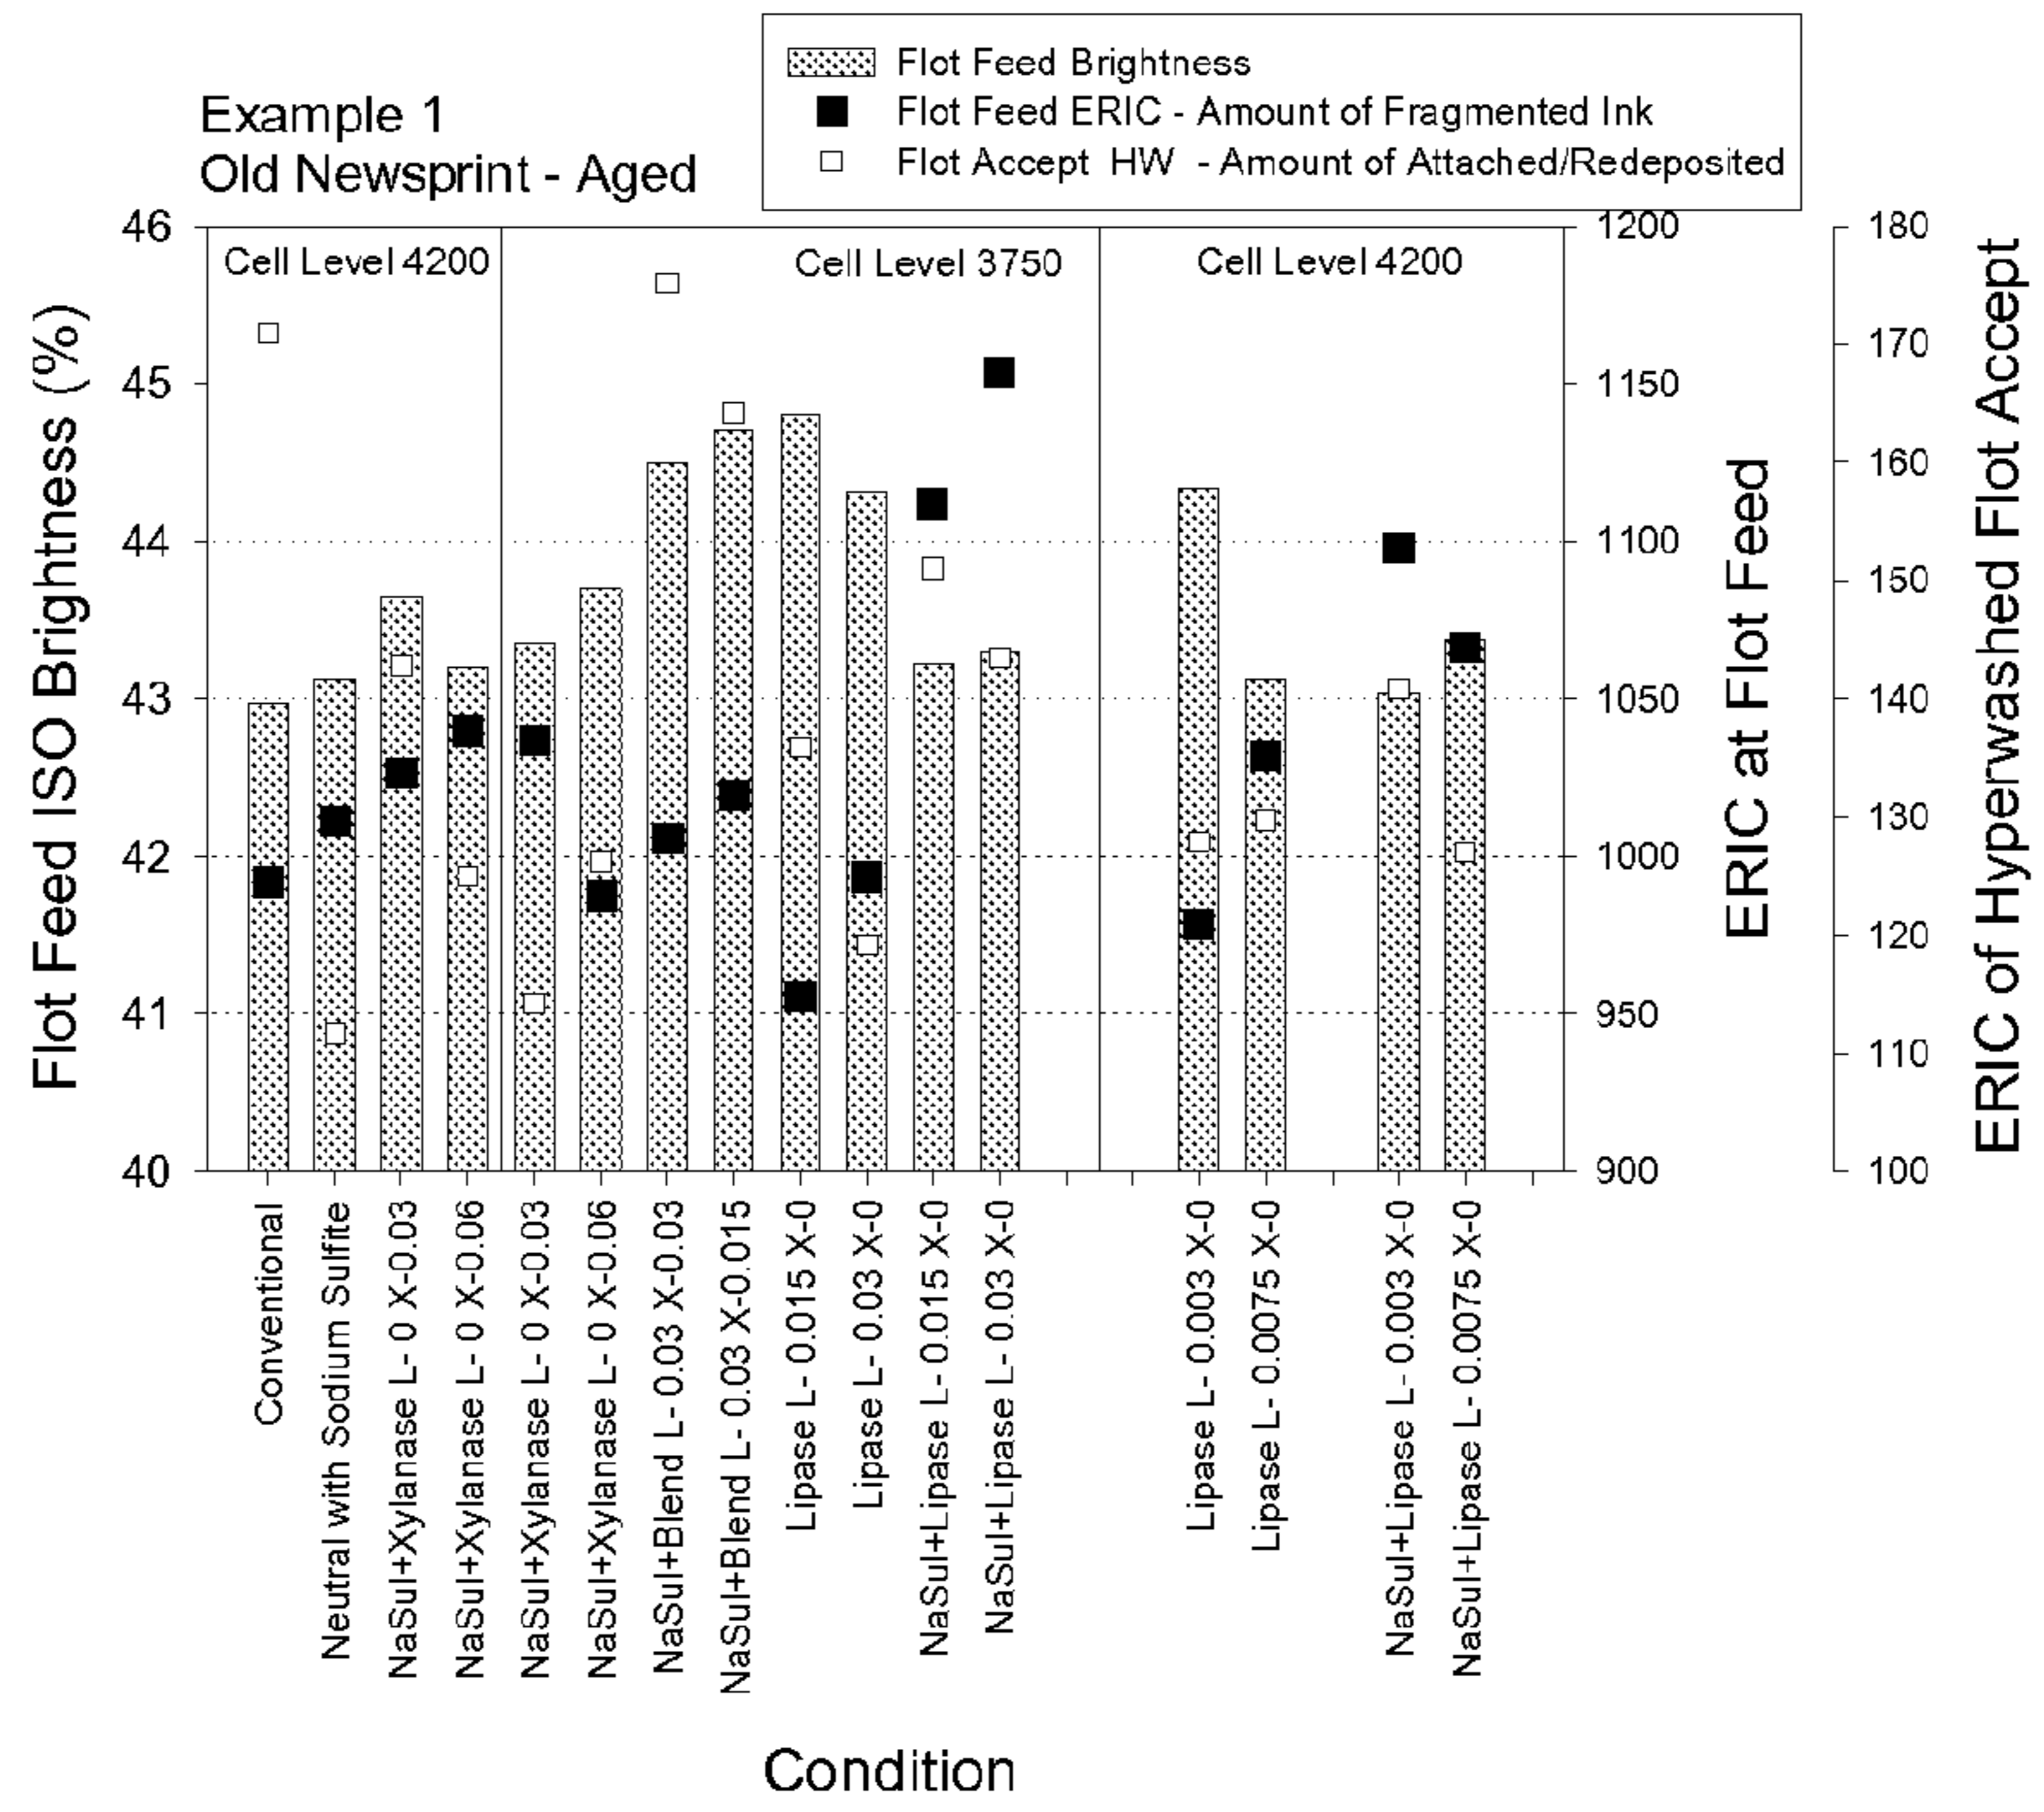 Flot Feed Brightness
Flot Feed ERIC - Amount of Fragmented Ink
Flot Accept HW - Amount of Attached/Redeposited
Example 1
Old Newsprint - Aged
Cell Level 4200
Cell Level 3750
Cell Level 4200
Flot Feed ISO Brightness (%)
46
45
44
43
42
41
40
1200
1150
1100
1050
1000
950
900
ERIC at Flot Feed
180
170
160
150
140
130
120
110
100
ERIC of Hyperwashed Flot Accept
Conventional
Neutral with Sodium Sulfite
NaSul+Xylanase L- 0 X-0.03
NaSul+Xylanase L- 0 X-0.06
NaSul+Xylanase L- 0 X-0.03
NaSul+Xylanase L- 0 X-0.06
NaSul+Blend L- 0.03 X-0.03
NaSul+Blend L- 0.03 X-0.015
Lipase L- 0.015 X-0
Lipase L- 0.03 X-0
NaSul+Lipase L- 0.015 X-0
NaSul+Lipase L- 0.03 X-0
Lipase L- 0.003 X-0
Lipase L- 0.0075 X-0
NaSul+Lipase L- 0.003 X-0
NaSul+Lipase L- 0.0075 X-0
Condition